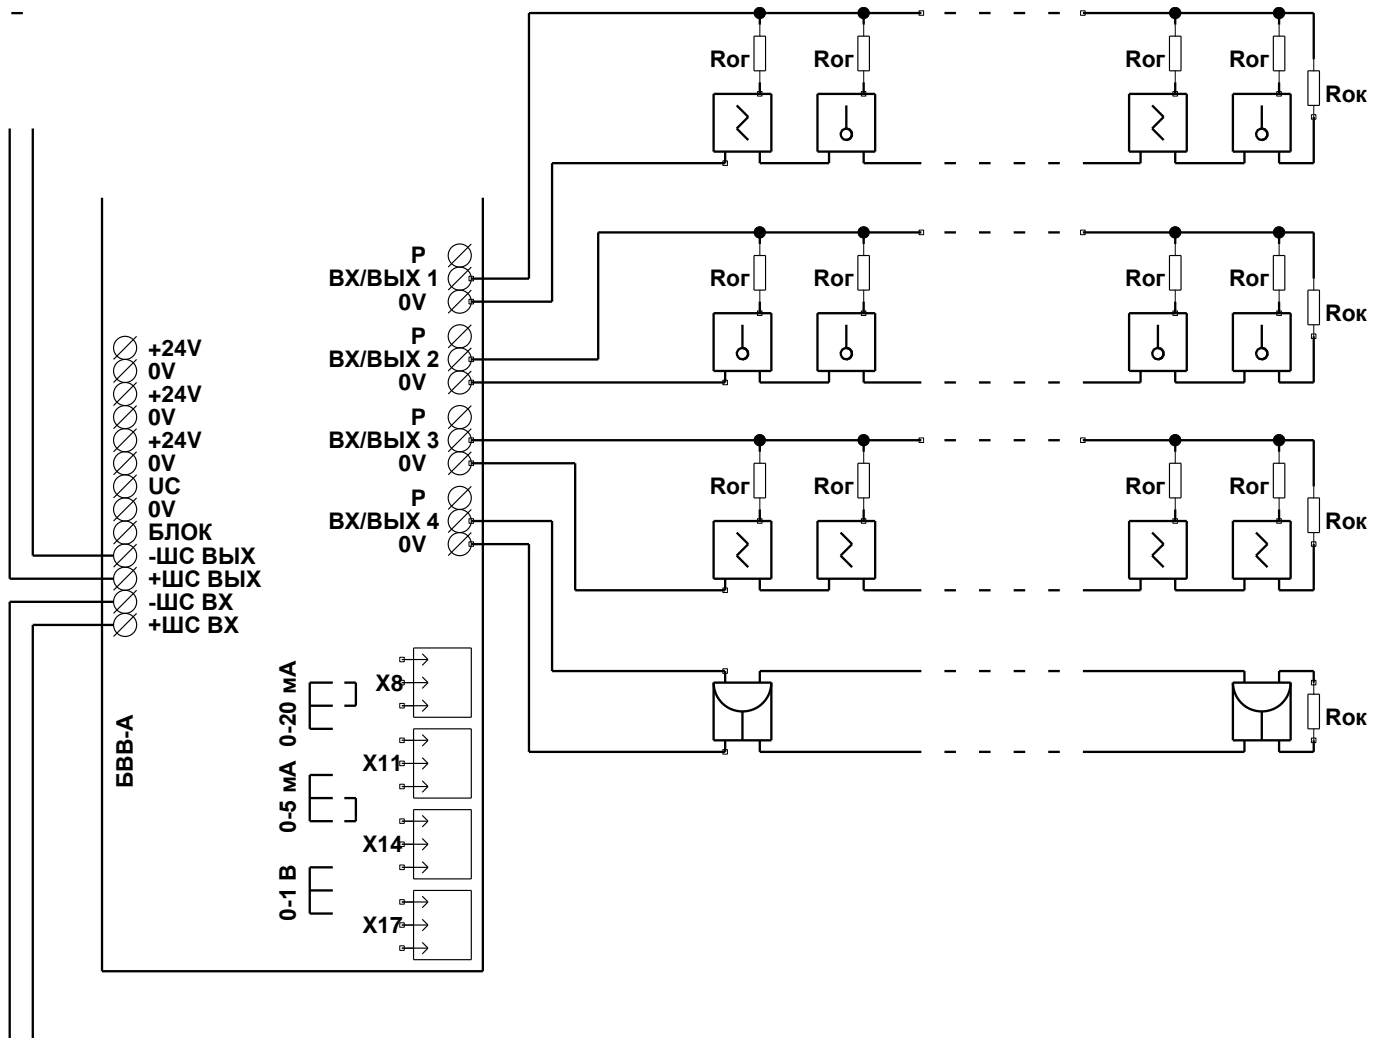 Rог Rог Rог Rог
Rок
P
ВХ/ВЫХ 1
0V
Rог Rог Rог Rог
Rок
P
ВХ/ВЫХ 2
0V
P
ВХ/ВЫХ 3
0V
Rог Rог Rог Rог
Rок
P
ВХ/ВЫХ 4
0V
+24V
0V
+24V
0V
+24V
0V
UC
0V
БЛОК
-ШС ВЫХ
+ШС ВЫХ
-ШС ВХ
+ШС ВХ
Rок
БВВ-А
0-20 мА
0-5 мА
0-1 В
X8
X11
X14
X17